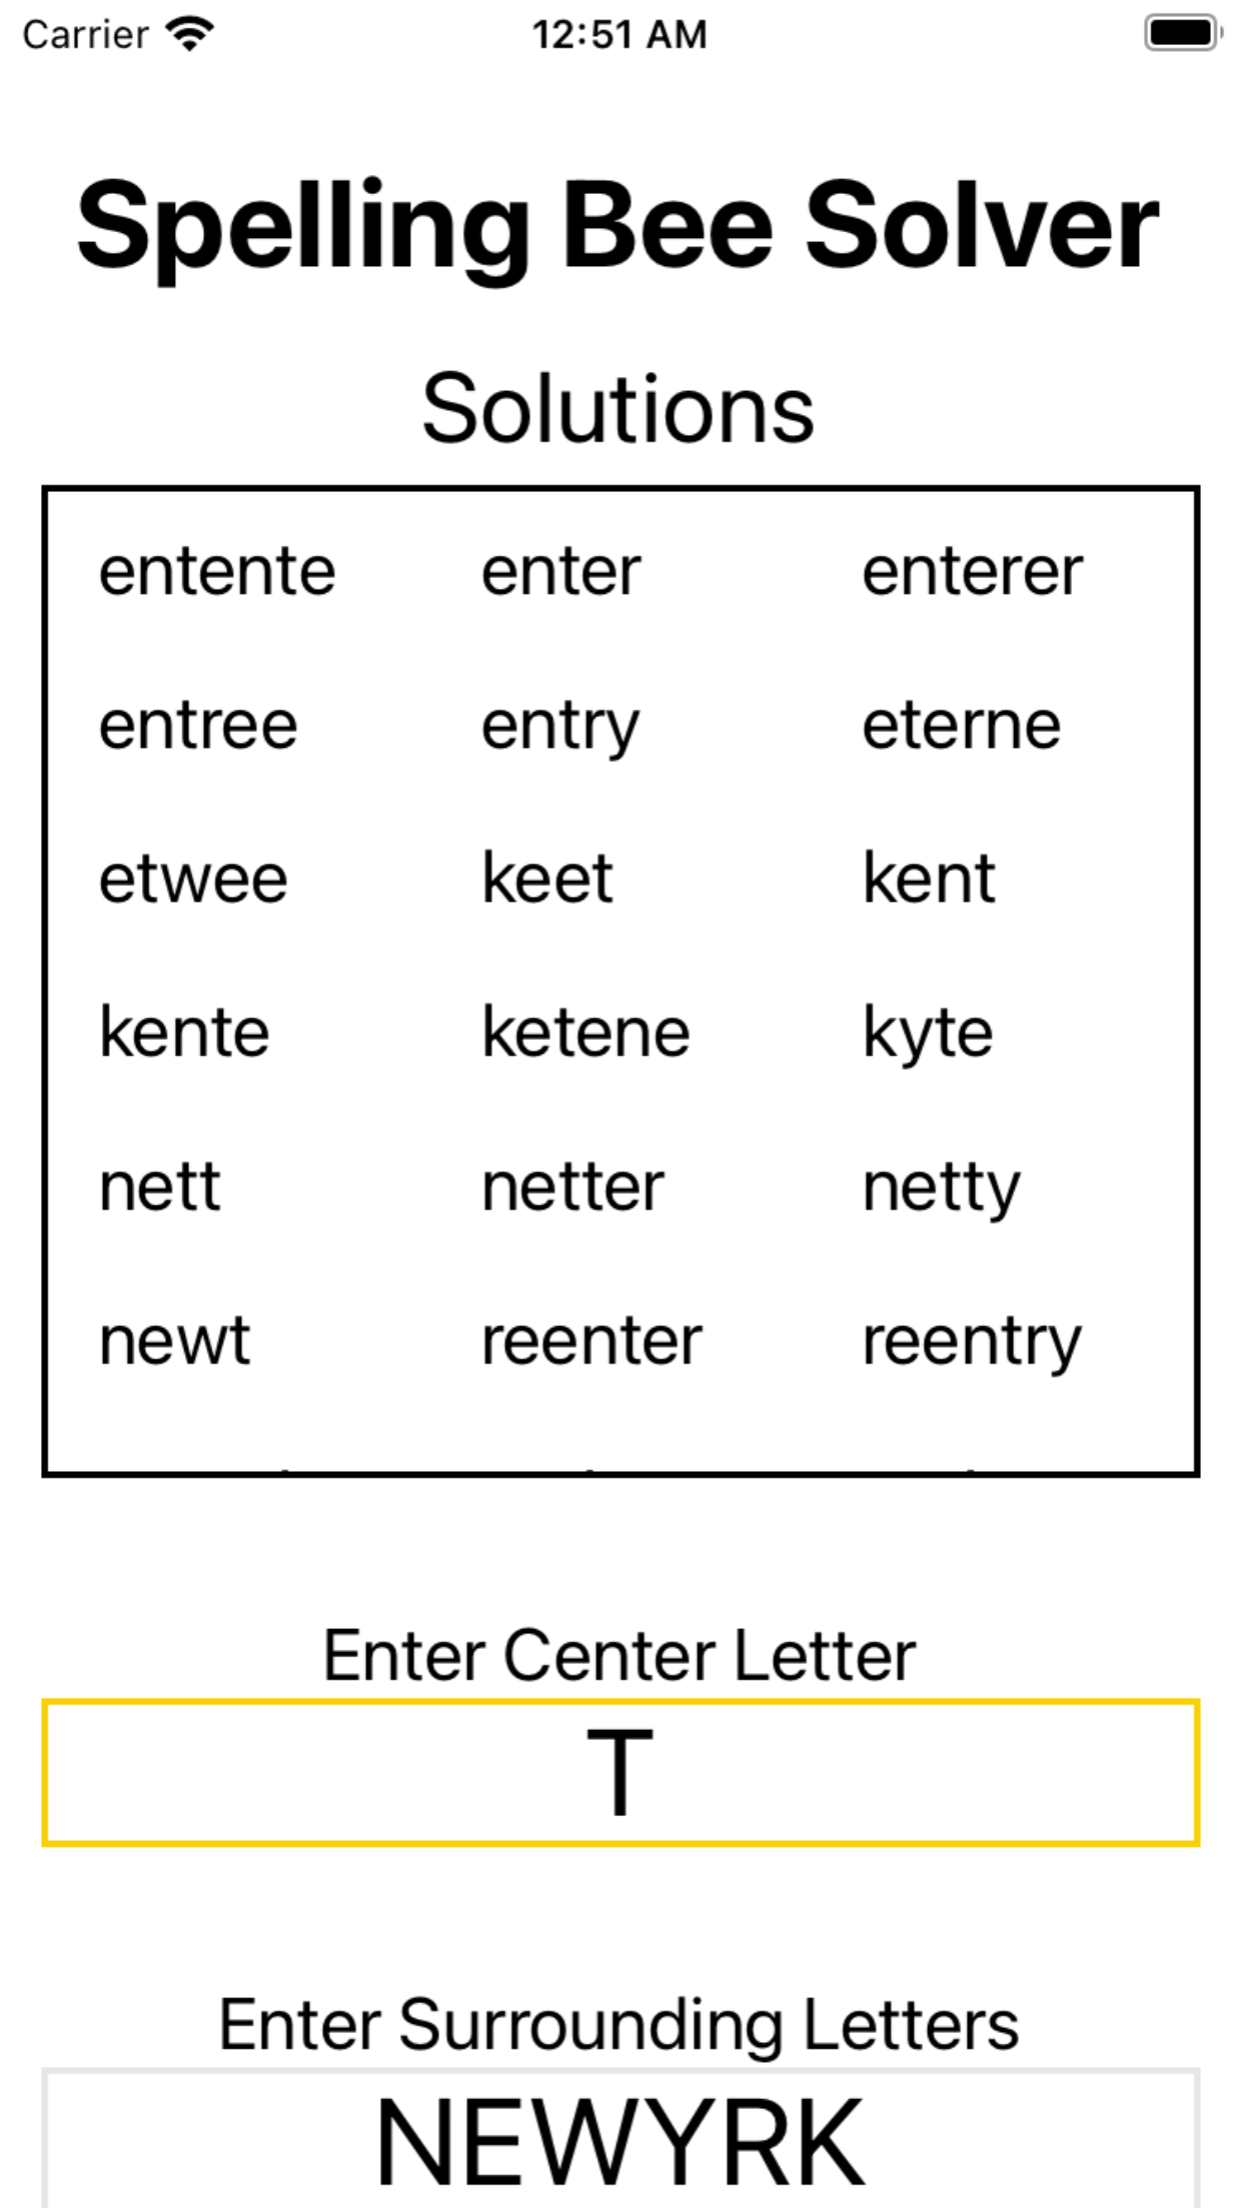 Carrier 12:51 AM
Spelling Bee Solver
Solutions
entente enter enterer
entree entry eterne
etwee keet kent
kente ketene kyte
nett netter netty
newt reenter reentry
Enter Center Letter
T
Enter Surrounding Letters
NEWYRK